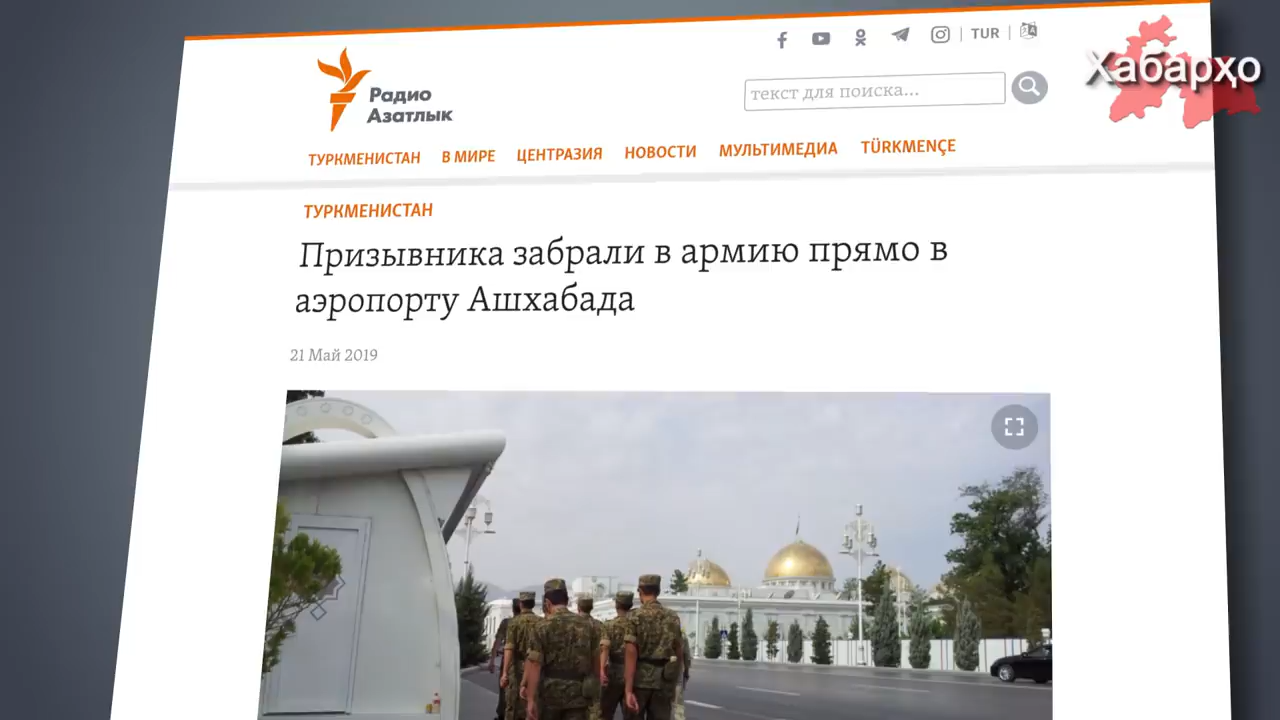 TUR
Хабарҳо
Радио
Азатлык
текст для поиска...
ТУРКМЕНИСТАН В МИРЕ ЦЕНТРАЗИЯ НОВОСТИ МУЛЬТИМЕДИА TÜRKMENÇE
ТУРКМЕНИСТАН
Призывника забрали в армию прямо в
аэропорту Ашхабада
21 Май 2019